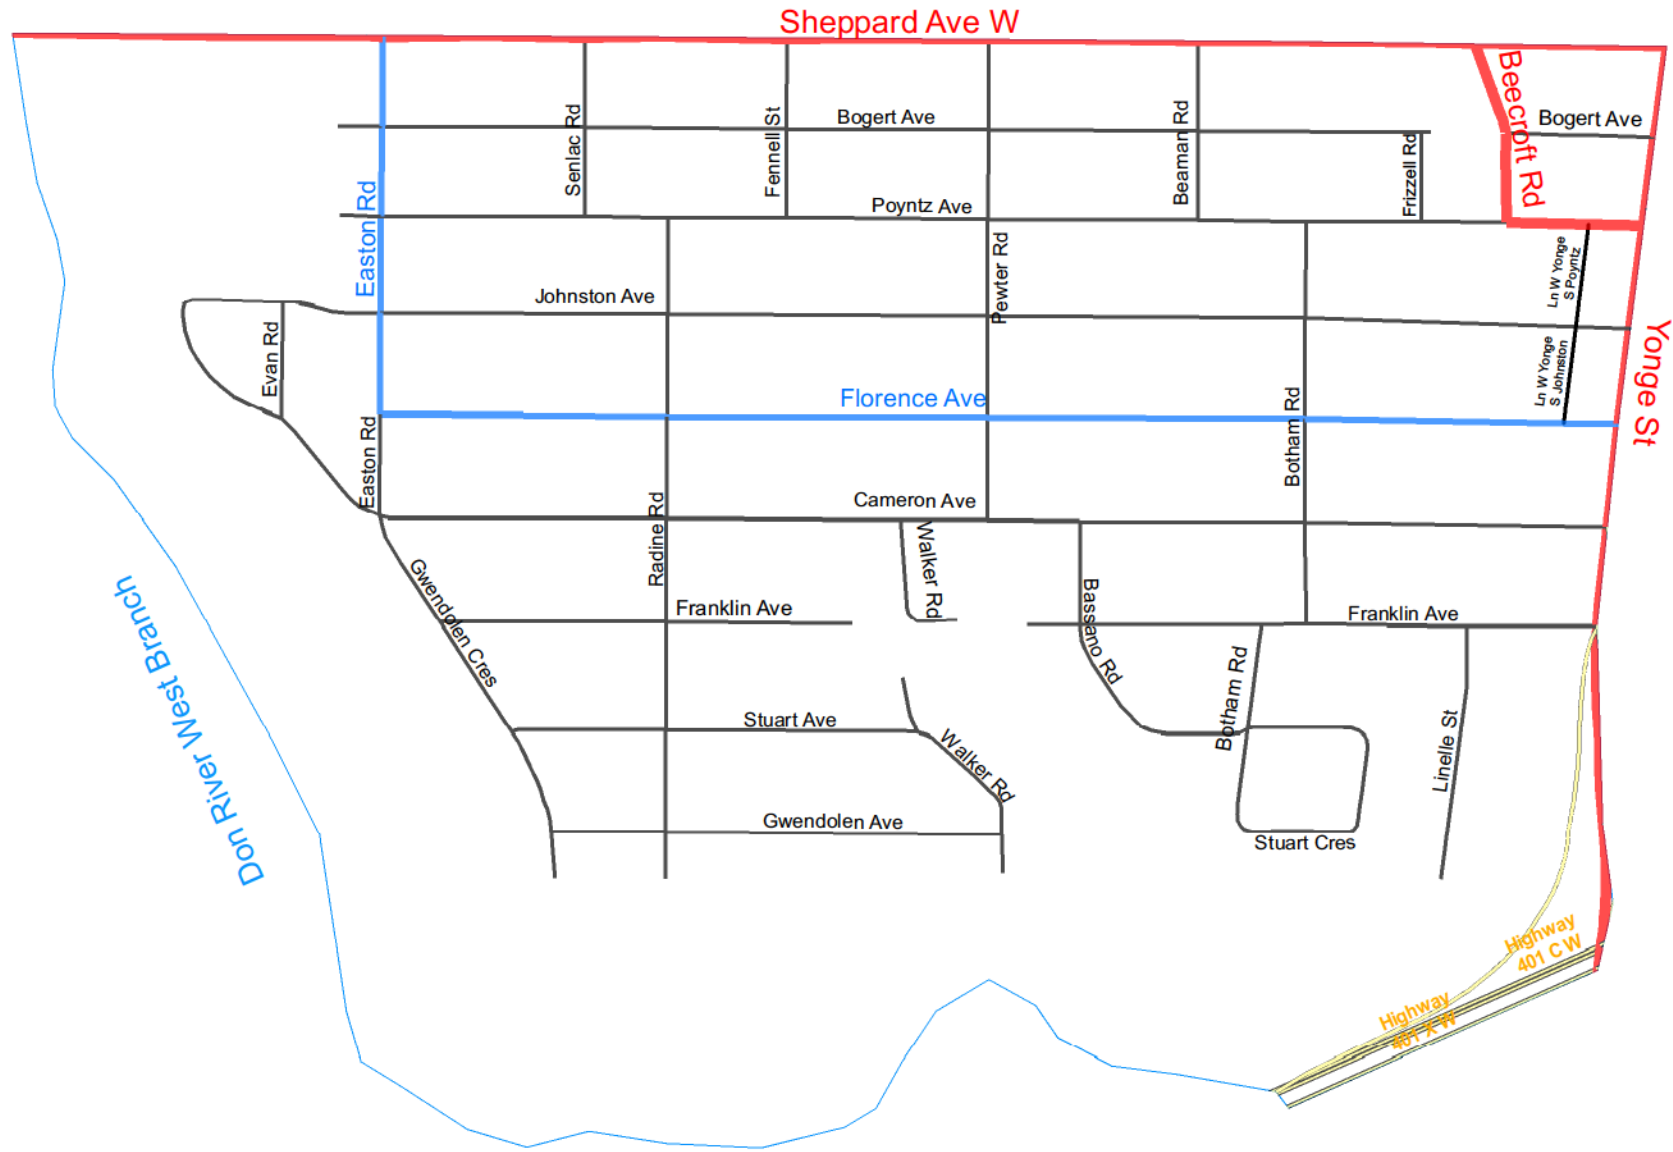 Sheppard Ave W
Beecroft Rd
Bogert Ave
Bogert Ave
Senlac Rd
Fennell St
Beaman Rd
Frizzell Rd
Easton Rd
Poyntz Ave
Pewter Rd
Ln W Yonge
S Poyntz
Johnston Ave
Evan Rd
Ln W Yonge
S Johnston
Yonge St
Florence Ave
Botham Rd
Easton Rd
Cameron Ave
Radine Rd
Walker Rd
Bassano Rd
Gwendolen Cres
Franklin Ave
Franklin Ave
Don River West Branch
Botham Rd
Stuart Ave
Walker Rd
Linelle St
Gwendolen Ave
Stuart Cres
Highway
401 C W
Highway
401 X W